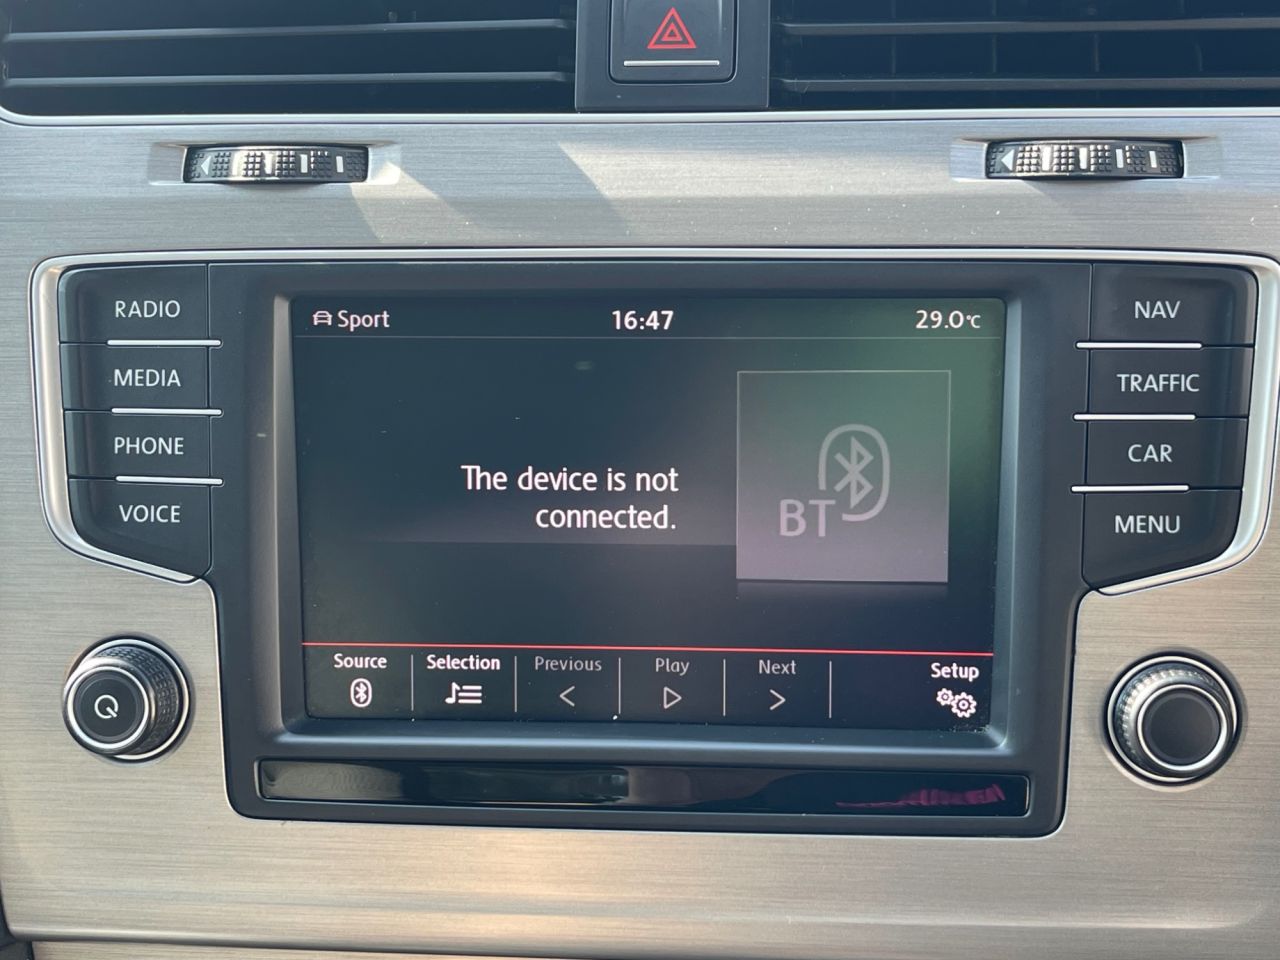 Sport 16:47 29.0°C
RADIO
MEDIA
PHONE
VOICE
The device is not
connected.
BT
Source Selection Previous Play Next Setup
NAV
TRAFFIC
CAR
MENU